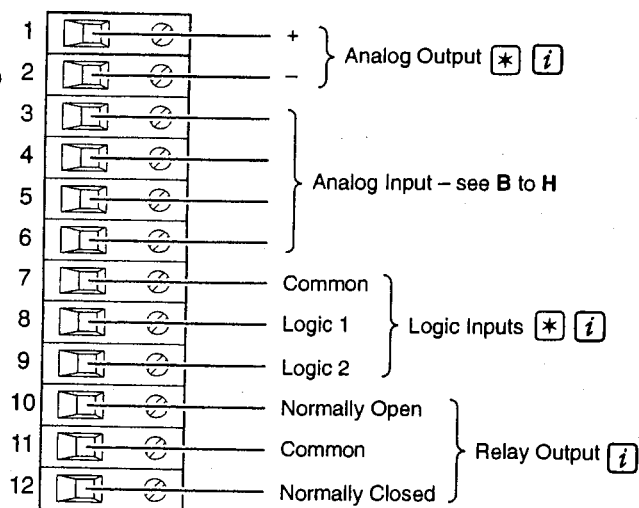 1 +
2 – Analog Output * i
3
4
5 Analog Input – see B to H
6
7 Common
8 Logic 1 Logic Inputs * i
9 Logic 2
10 Normally Open
11 Common Relay Output i
12 Normally Closed